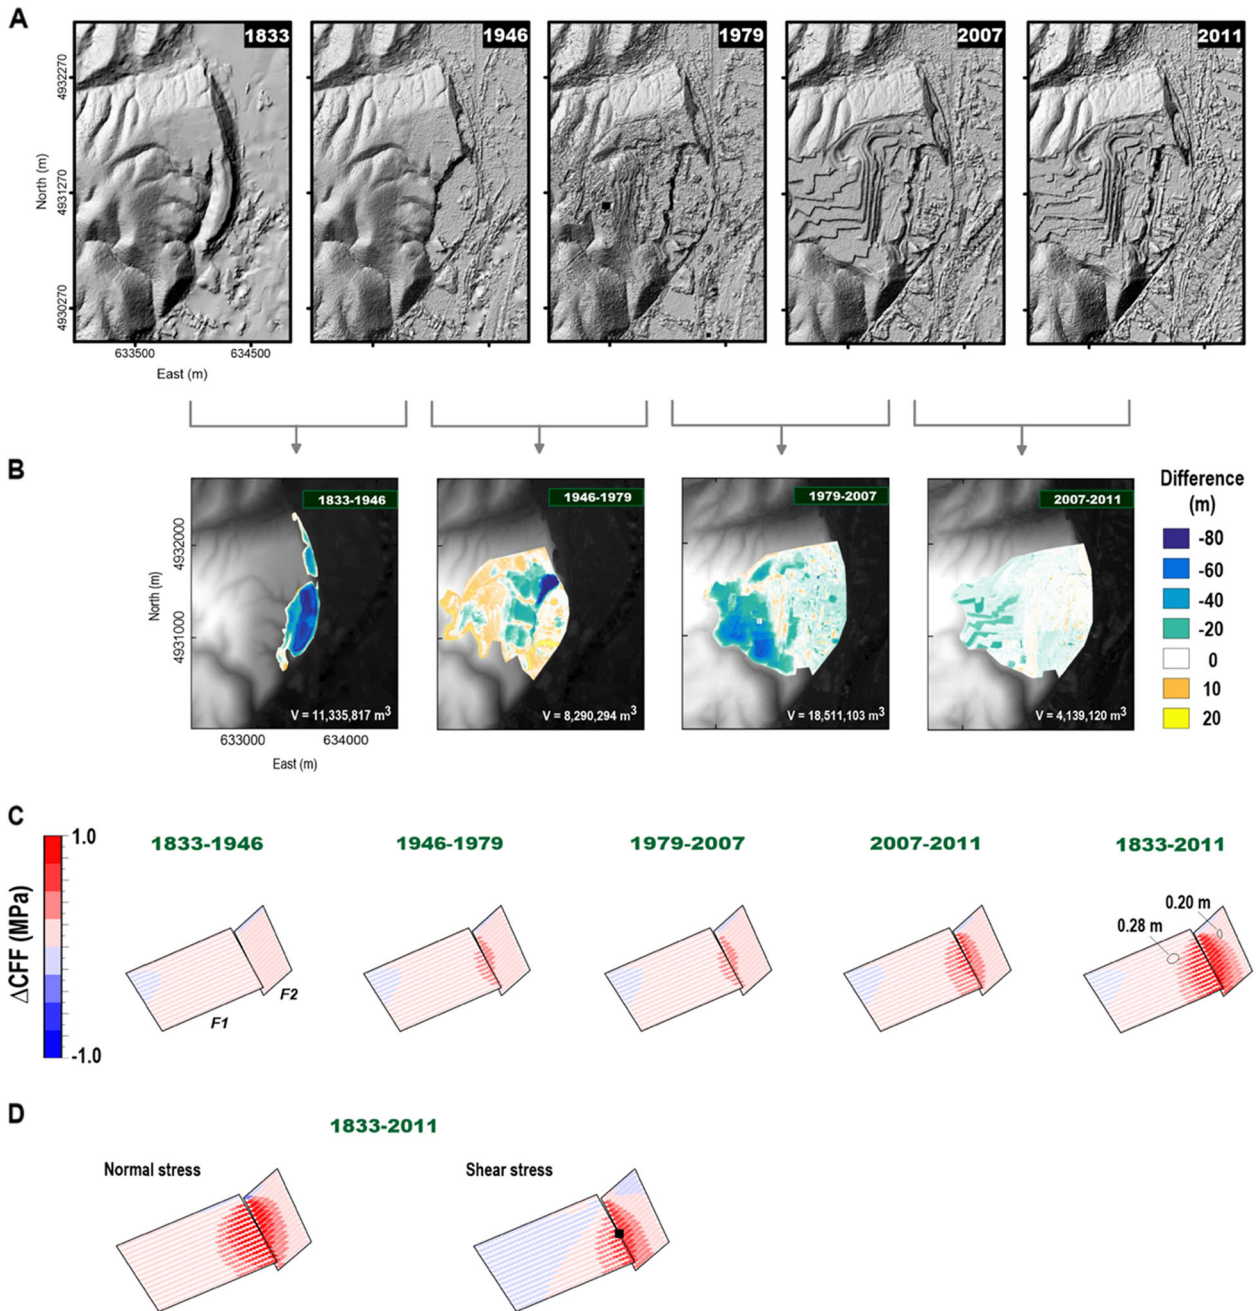 A
1833
1946
1979
2007
2011
4932270
4931270
4930270
North (m)
633500
634500
East (m)
B
1833-1946
1946-1979
1979-2007
2007-2011
4932000
4931000
North (m)
V = 11,335,817 m³
V = 8,290,294 m³
V = 18,511,103 m³
V = 4,139,120 m³
633000
634000
East (m)
Difference
(m)
-80
-60
-40
-20
0
10
20
C
1.0
ΔCFF (MPa)
-1.0
1833-1946
1946-1979
1979-2007
2007-2011
1833-2011
F1
F2
0.28 m
0.20 m
D
1833-2011
Normal stress
Shear stress